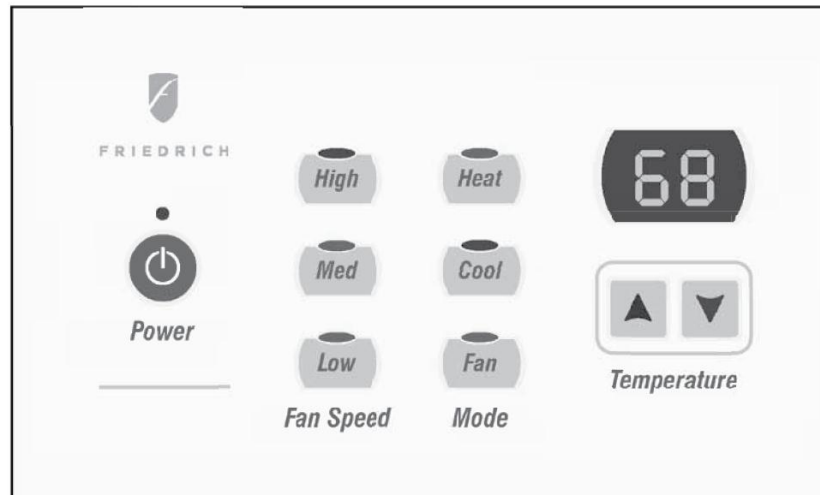 FRIEDRICH
Power
High
Med
Low
Fan Speed
Heat
Cool
Fan
Mode
68
Temperature